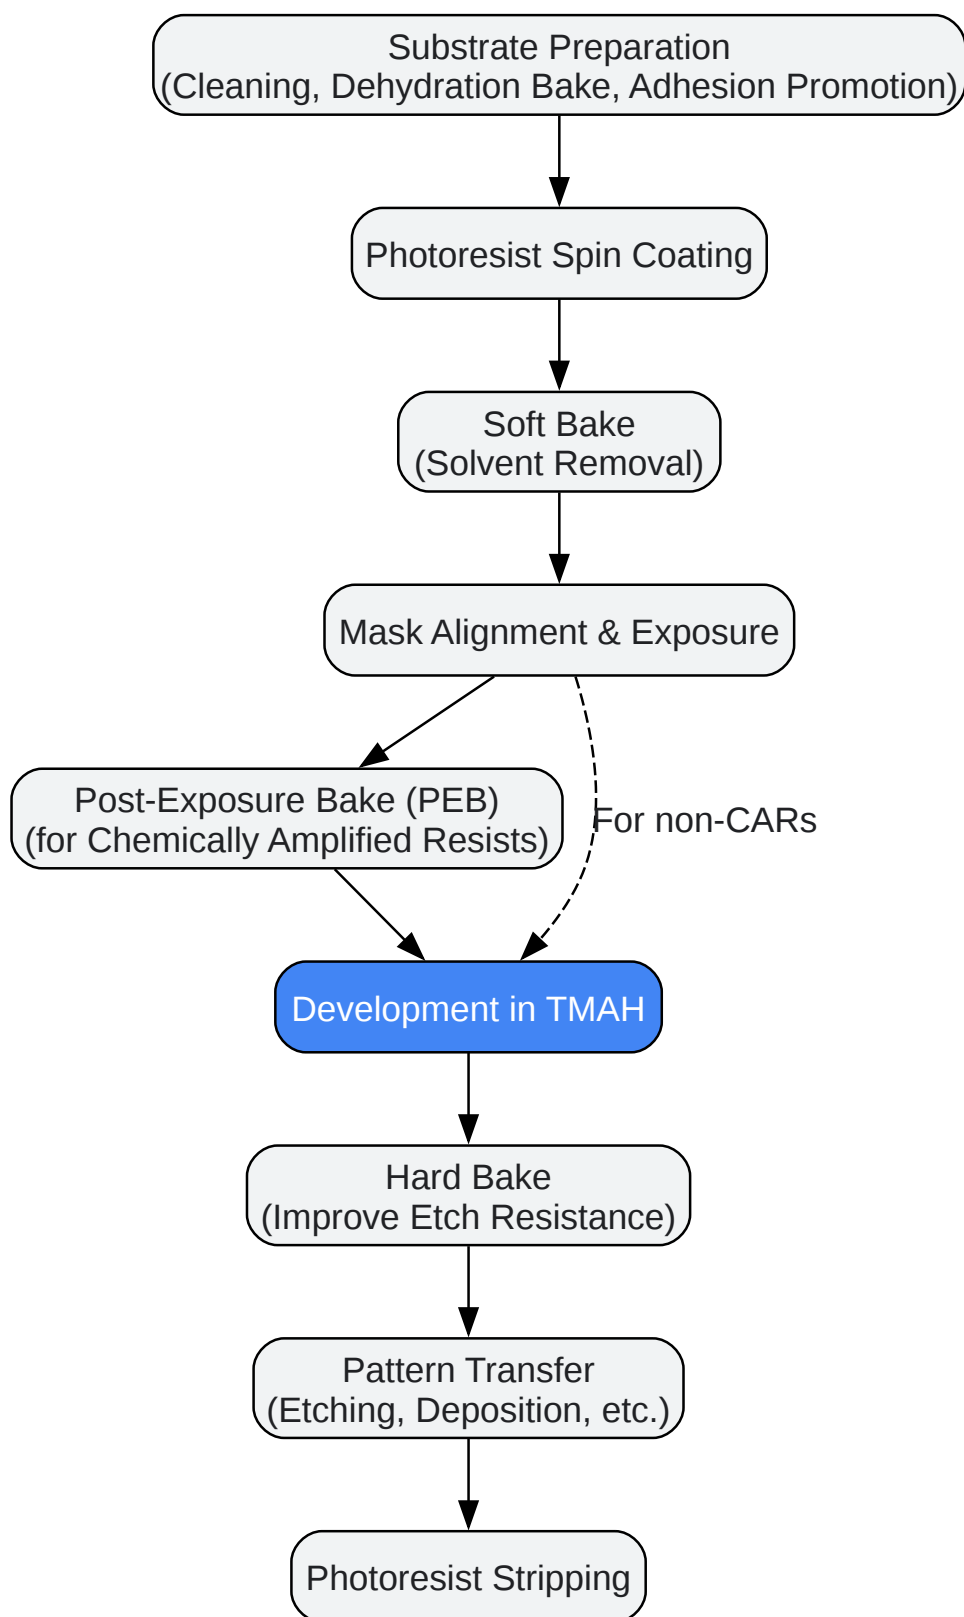 Substrate Preparation
(Cleaning, Dehydration Bake, Adhesion Promotion)
Photoresist Spin Coating
Soft Bake
(Solvent Removal)
Mask Alignment & Exposure
Post-Exposure Bake (PEB)
(for Chemically Amplified Resists)
For non-CARs
Development in TMAH
Hard Bake
(Improve Etch Resistance)
Pattern Transfer
(Etching, Deposition, etc.)
Photoresist Stripping